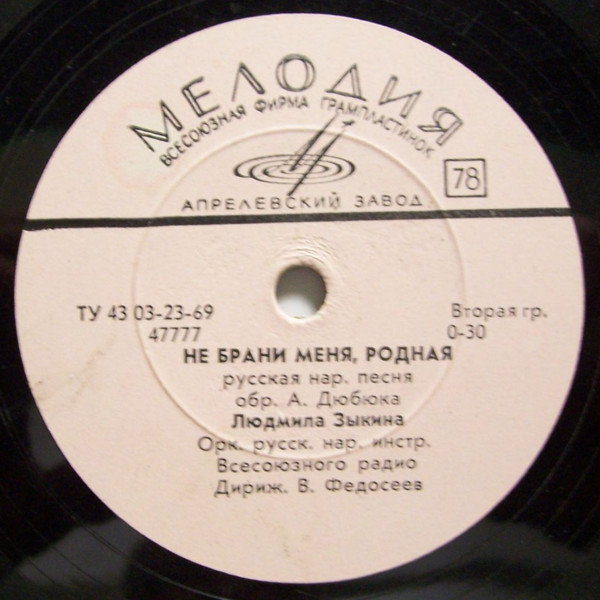 МЕЛОДИЯ
ВСЕСОЮЗНАЯ ФИРМА ГРАМПЛАСТИНОК
78
АПРЕЛЕВСКИЙ ЗАВОД
ТУ 43 03-23-69
Вторая гр.
47777
0-30
НЕ БРАНИ МЕНЯ, РОДНАЯ
русская нар. песня
обр. А. Дюбюка
Людмила Зыкина
Орк. русск. нар. инстр.
Всесоюзного радио
Дириж. В. Федосеев